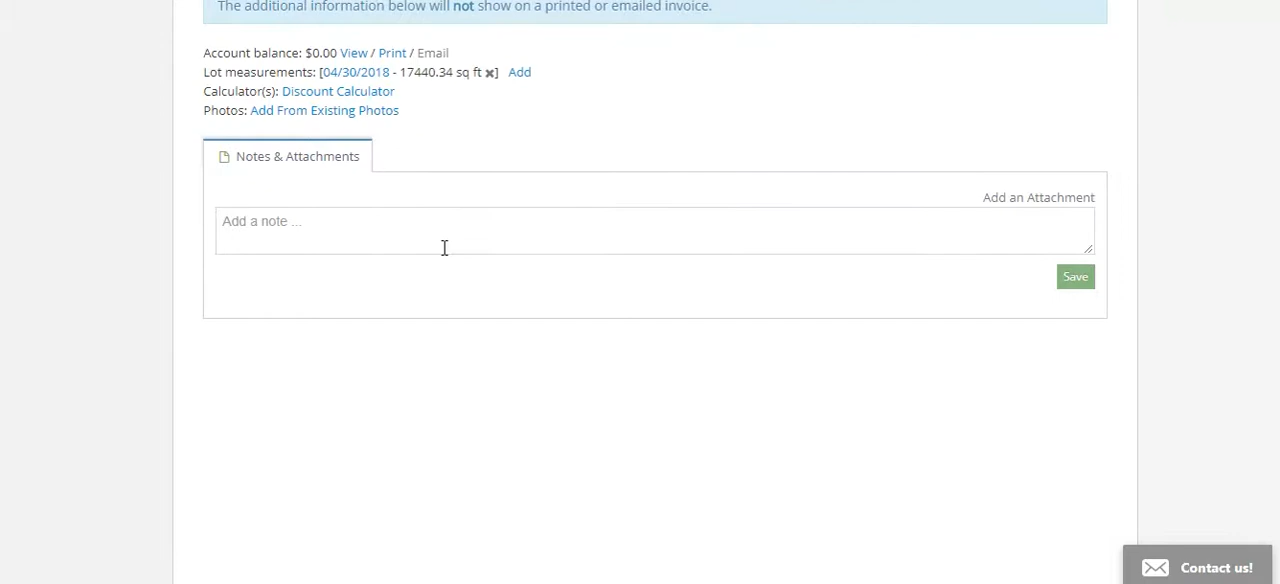 The additional information below will not show on a printed or emailed invoice.
Account balance: $0.00 View / Print / Email
Lot measurements: [04/30/2018 - 17440.34 sq ft ✖] Add
Calculator(s): Discount Calculator
Photos: Add From Existing Photos
Notes & Attachments
Add an Attachment
Add a note ...
Save
Contact us!